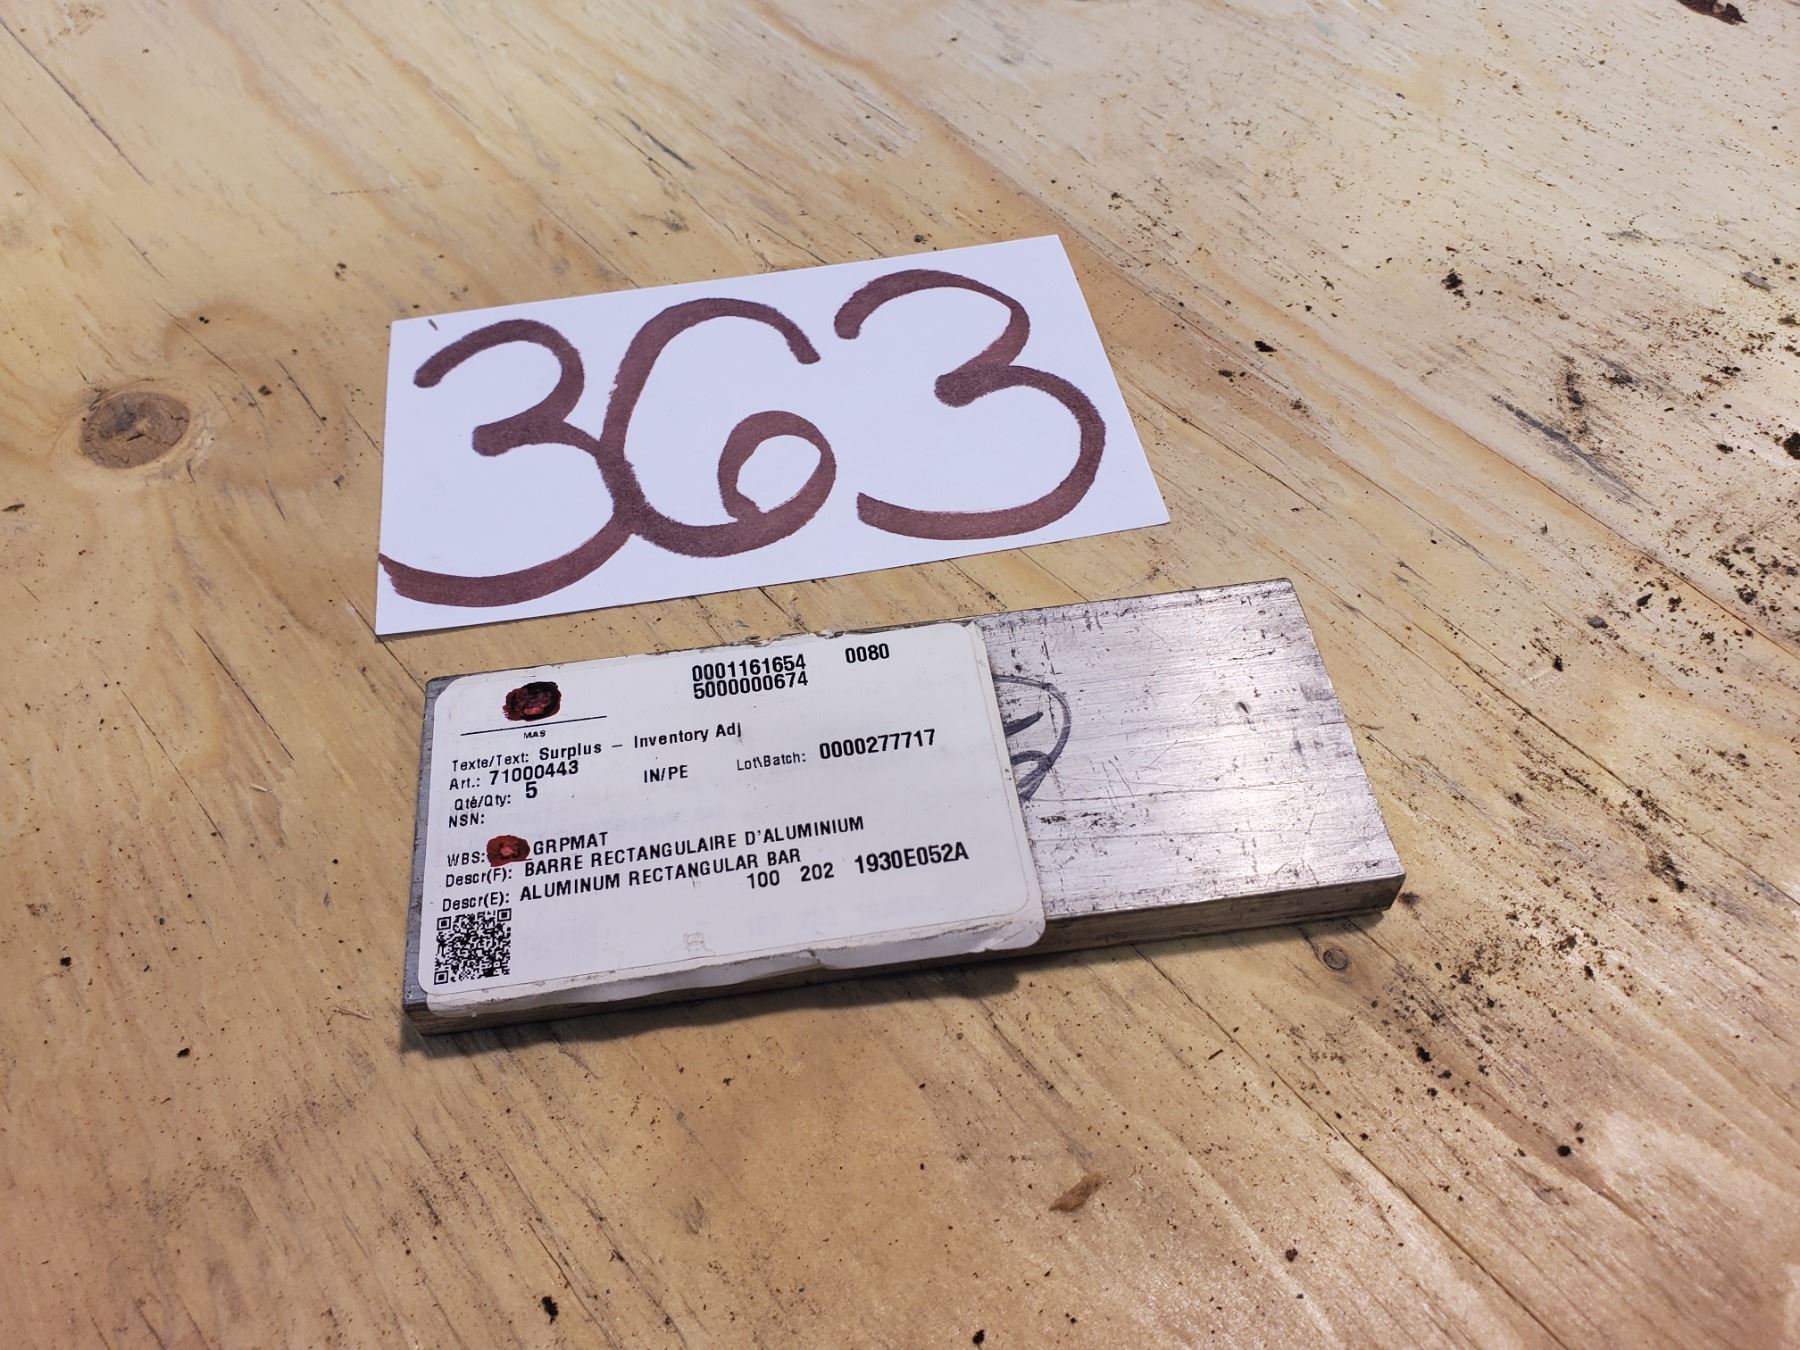 363
0001161654 0080
5000000674
MAS
Texte/Text: Surplus – Inventory Adj
Art.: 71000443 IN/PE Lot\Batch: 0000277717
Qté/Qty: 5
NSN:
WBS: GRPMAT
Descr(F): BARRE RECTANGULAIRE D'ALUMINIUM
Descr(E): ALUMINUM RECTANGULAR BAR
100 202 1930E052A